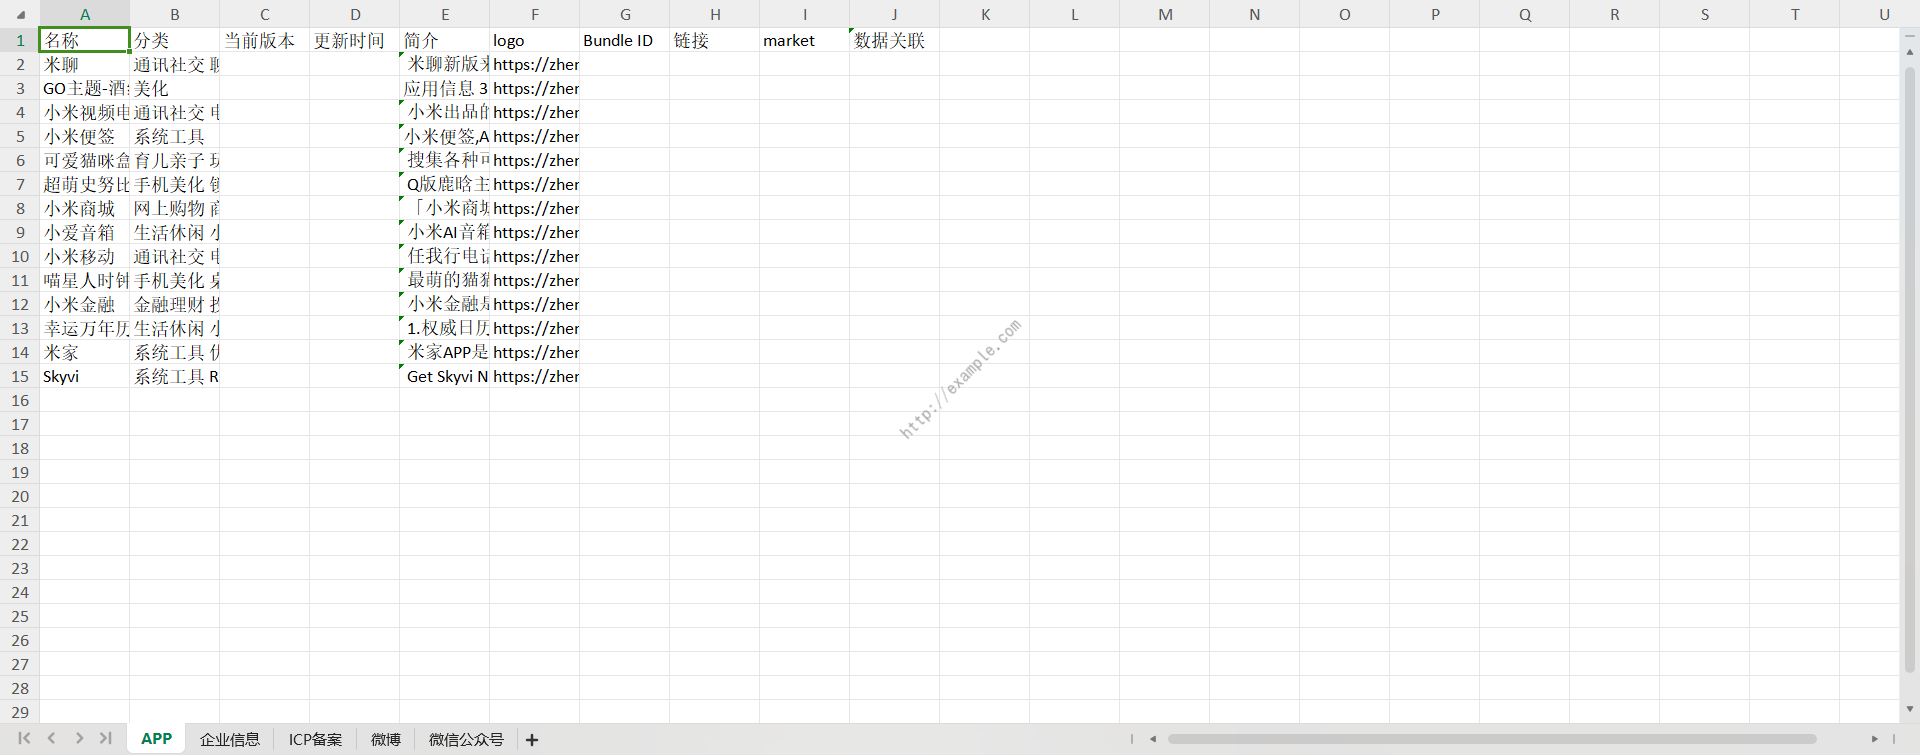 A B C D E F G H I J K L M N O P Q R S T U
1 名称 分类 当前版本 更新时间 简介 logo Bundle ID 链接 market 数据关联
2 米聊 通讯社交 聊 米聊新版来 https://zher
3 GO主题-酒 美化 应用信息 3 https://zher
4 小米视频电 通讯社交 电 小米出品的 https://zher
5 小米便签 系统工具 小米便签,A https://zher
6 可爱猫咪盒 育儿亲子 玩 搜集各种可 https://zher
7 超萌史努比 手机美化 锁 Q版鹿晗主 https://zher
8 小米商城 网上购物 商 「小米商城 https://zher
9 小爱音箱 生活休闲 小 小米AI音箱 https://zher
10 小米移动 通讯社交 电 任我行电话 https://zher
11 喵星人时钟 手机美化 桌 最萌的猫猫 https://zher
12 小米金融 金融理财 投 小米金融是 https://zher
13 幸运万年历 生活休闲 小 1.权威日历 https://zher
14 米家 系统工具 优 米家APP是 https://zher
15 Skyvi 系统工具 R Get Skyvi N https://zher
16
17
18
19
20
21
22
23
24
25
26
27
28
29
http://example.com
APP 企业信息 ICP备案 微博 微信公众号 +